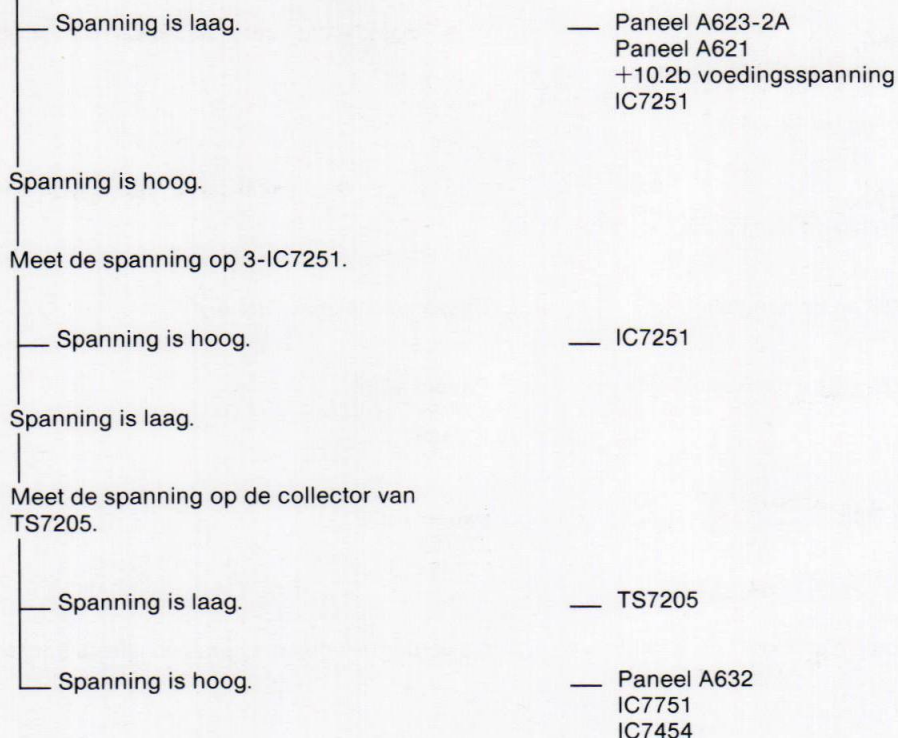 Spanning is laag.
Paneel A623-2A
Paneel A621
+10.2b voedingsspanning
IC7251
Spanning is hoog.
Meet de spanning op 3-IC7251.
Spanning is hoog.
IC7251
Spanning is laag.
Meet de spanning op de collector van
TS7205.
Spanning is laag.
TS7205
Spanning is hoog.
Paneel A632
IC7751
IC7454